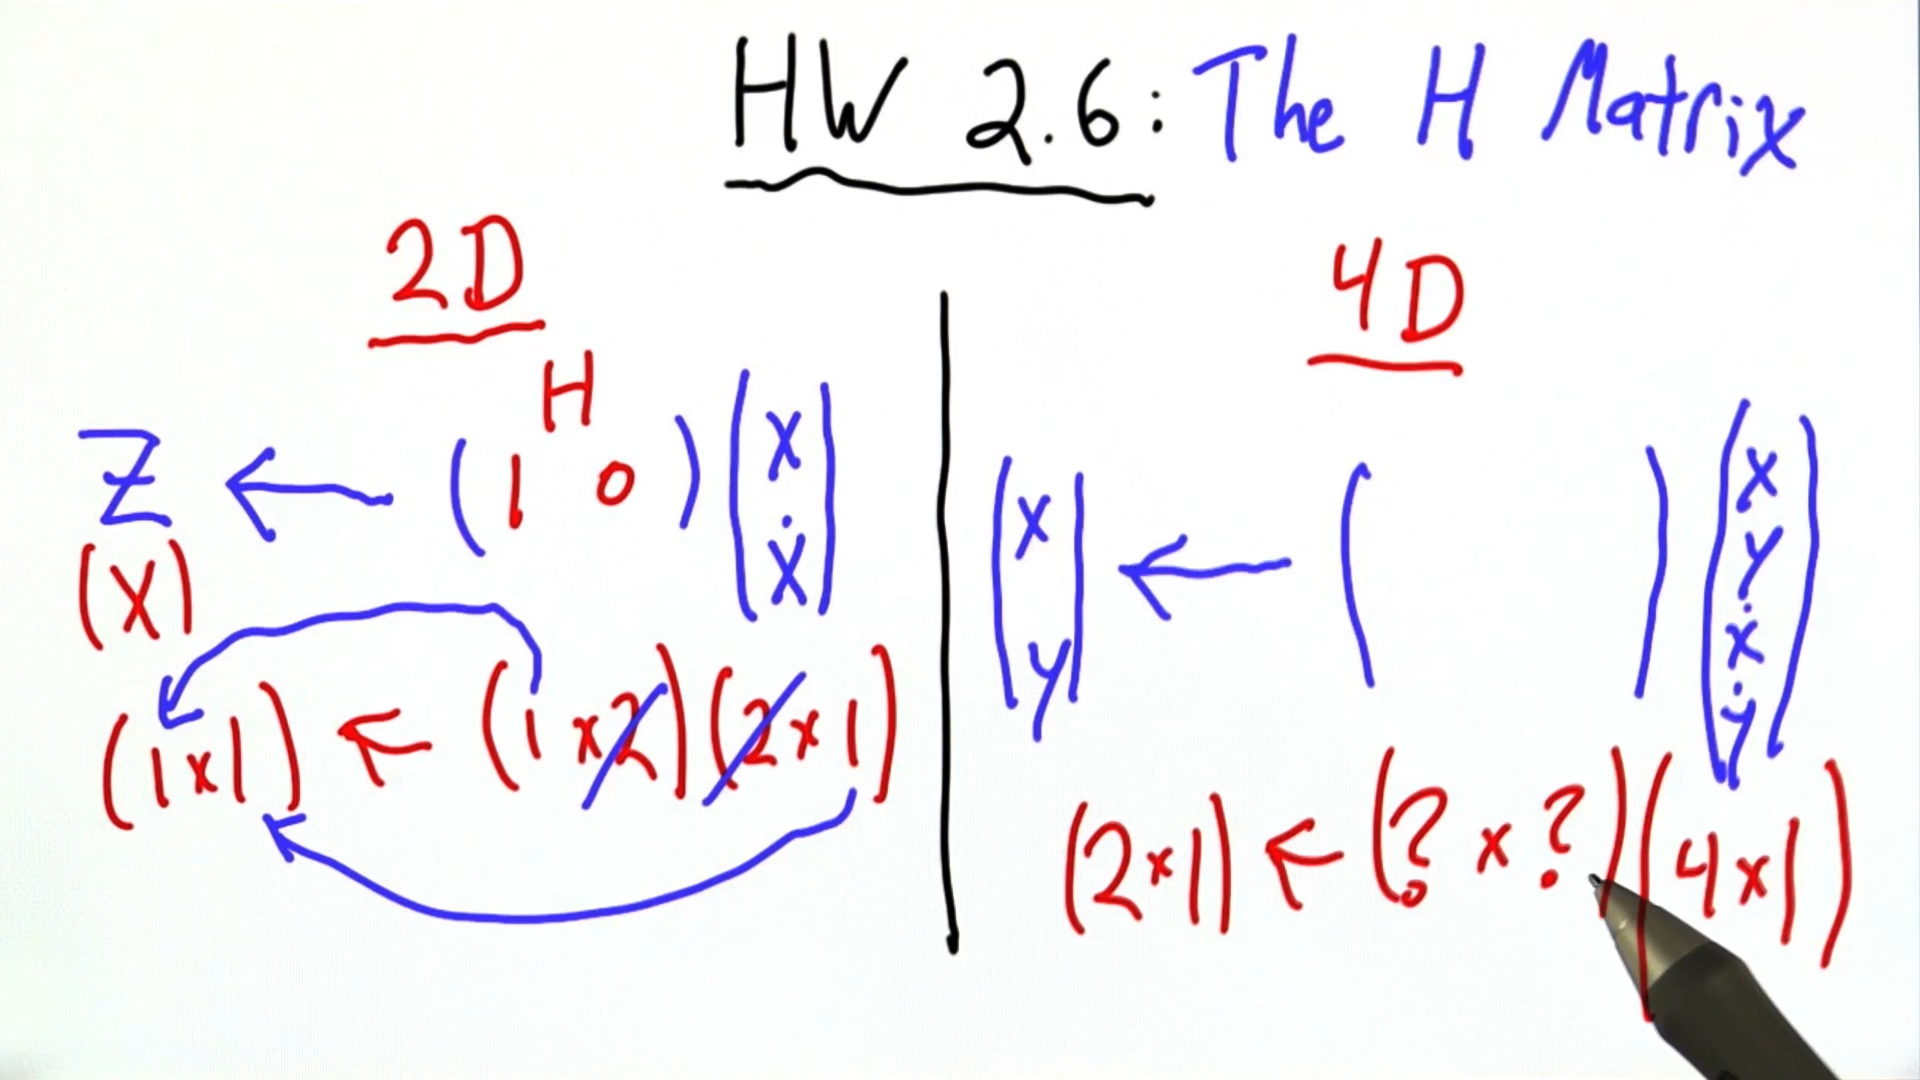 HW 2.6: The H Matrix
2D
H
Z ← ( 1 0 ) ( x ẋ )
(x)
(1x1) ← (1x2)(2x1)
4D
( x y ) ← ( ) ( x y ẋ ẏ )
(2x1) ← (? x ?)(4x1)